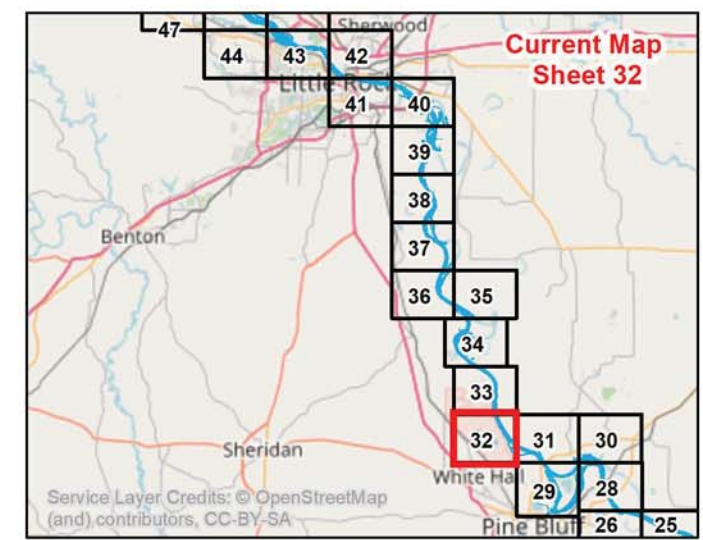 47
Sherwood
Current Map
Sheet 32
44
43
42
Little Rock
41
40
39
38
Benton
37
36
35
34
33
32
31
30
Sheridan
White Hall
29
28
Service Layer Credits: © OpenStreetMap
(and) contributors, CC-BY-SA
Pine Bluff
26
25